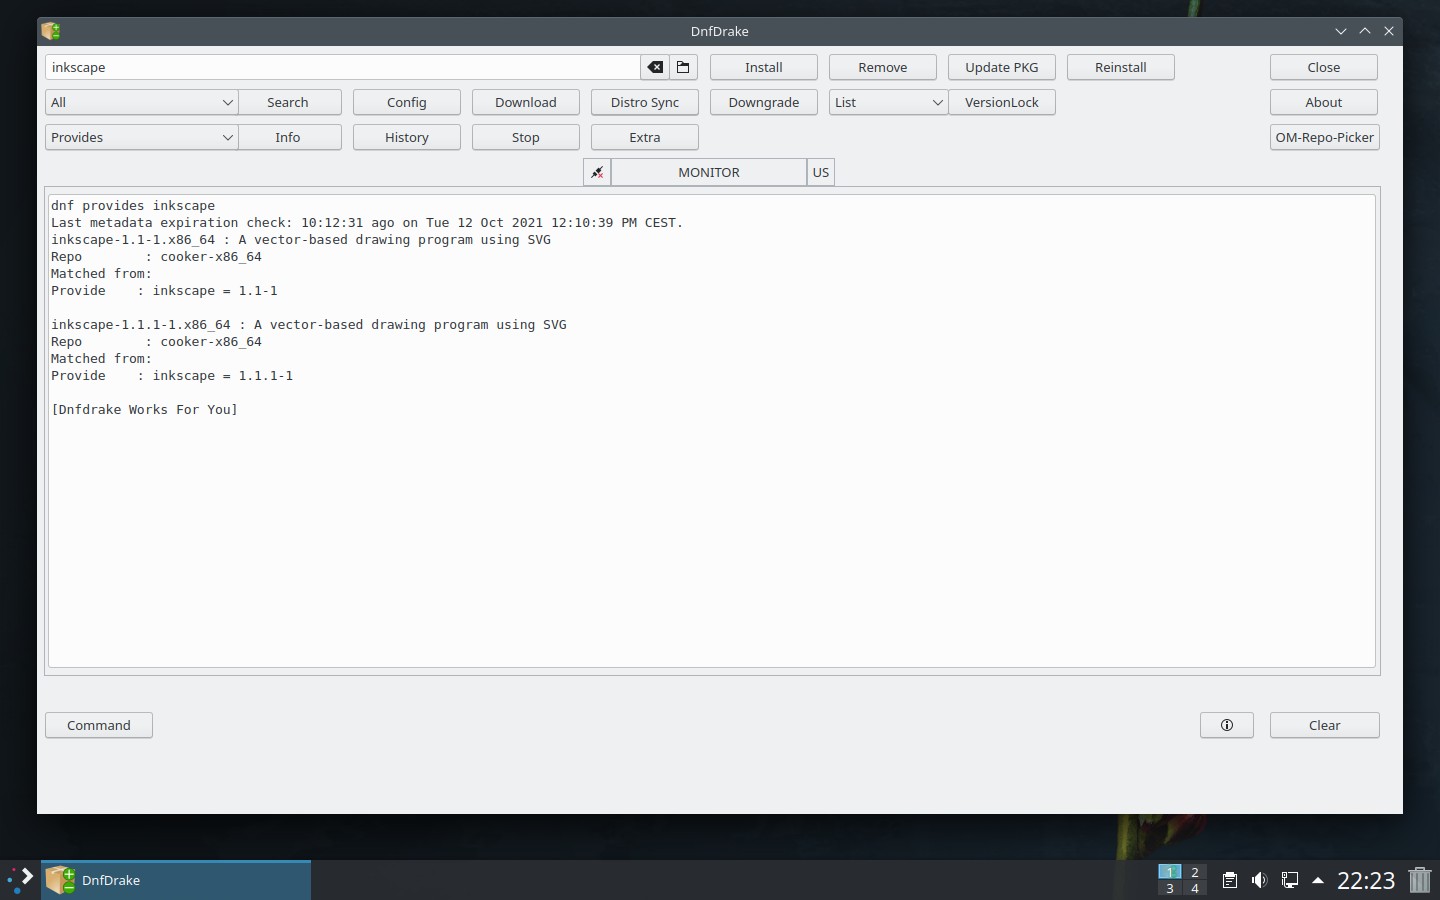 DnfDrake
inkscape
Install
Remove
Update PKG
Reinstall
Close
All
Search
Config
Download
Distro Sync
Downgrade
List
VersionLock
About
Provides
Info
History
Stop
Extra
OM-Repo-Picker
MONITOR
US
dnf provides inkscape
Last metadata expiration check: 10:12:31 ago on Tue 12 Oct 2021 12:10:39 PM CEST.
inkscape-1.1-1.x86_64 : A vector-based drawing program using SVG
Repo : cooker-x86_64
Matched from:
Provide : inkscape = 1.1-1
inkscape-1.1.1-1.x86_64 : A vector-based drawing program using SVG
Repo : cooker-x86_64
Matched from:
Provide : inkscape = 1.1.1-1
[Dnfdrake Works For You]
Command
Clear
DnfDrake
1 2
3 4
22:23